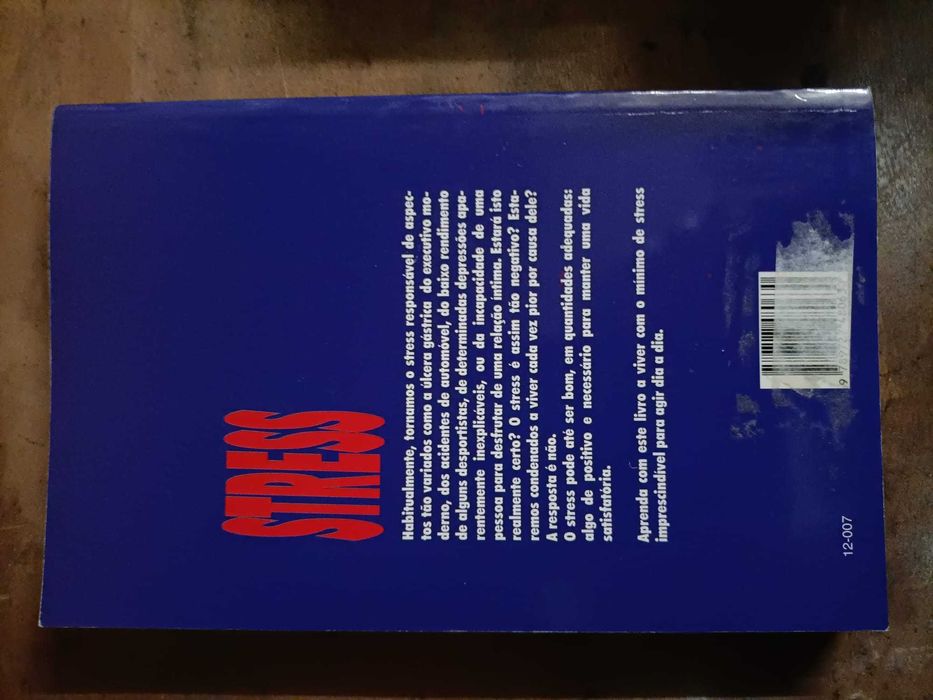 STRESS
STRESS
Habitualmente, tornamos o stress responsável de aspec-
tos tão variados como a úlcera gástrica do executivo mo-
derno, dos acidentes de automóvel, do baixo rendimento
de alguns desportistas, de determinadas depressões apa-
rentemente inexplicáveis, ou da incapacidade de uma
pessoa para desfrutar de uma relação íntima. Estará isto
realmente certo? O stress é assim tão negativo? Esta-
remos condenados a viver cada vez pior por causa dele?
A resposta é não.
O stress pode até ser bom, em quantidades adequadas:
algo de positivo e necessário para manter uma vida
satisfatória.
Aprenda com este livro a viver com o mínimo de stress
imprescindível para agir dia a dia.
12-007